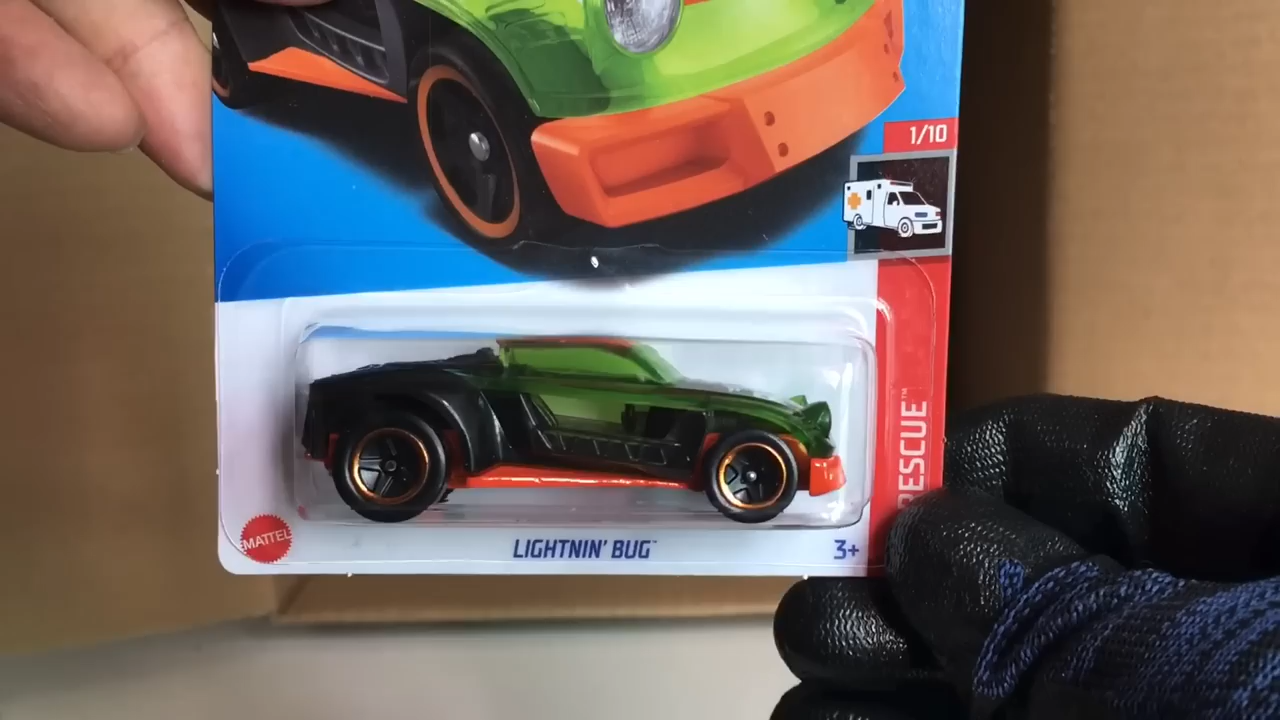 1/10
RESCUE™
MATTEL
LIGHTNIN' BUG™
3+